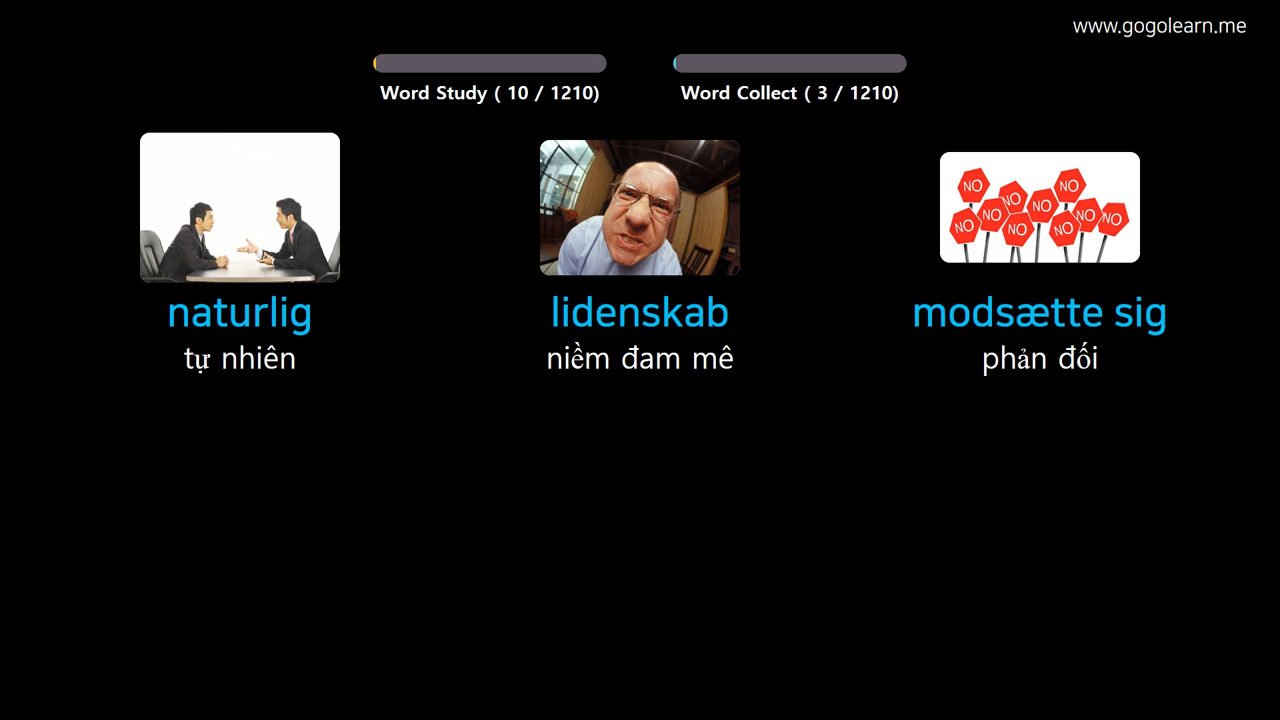 www.gogolearn.me
Word Study ( 10 / 1210)
Word Collect ( 3 / 1210)
NO NO NO NO NO NO NO NO NO NO
naturlig
tự nhiên
lidenskab
niềm đam mê
modsætte sig
phản đối